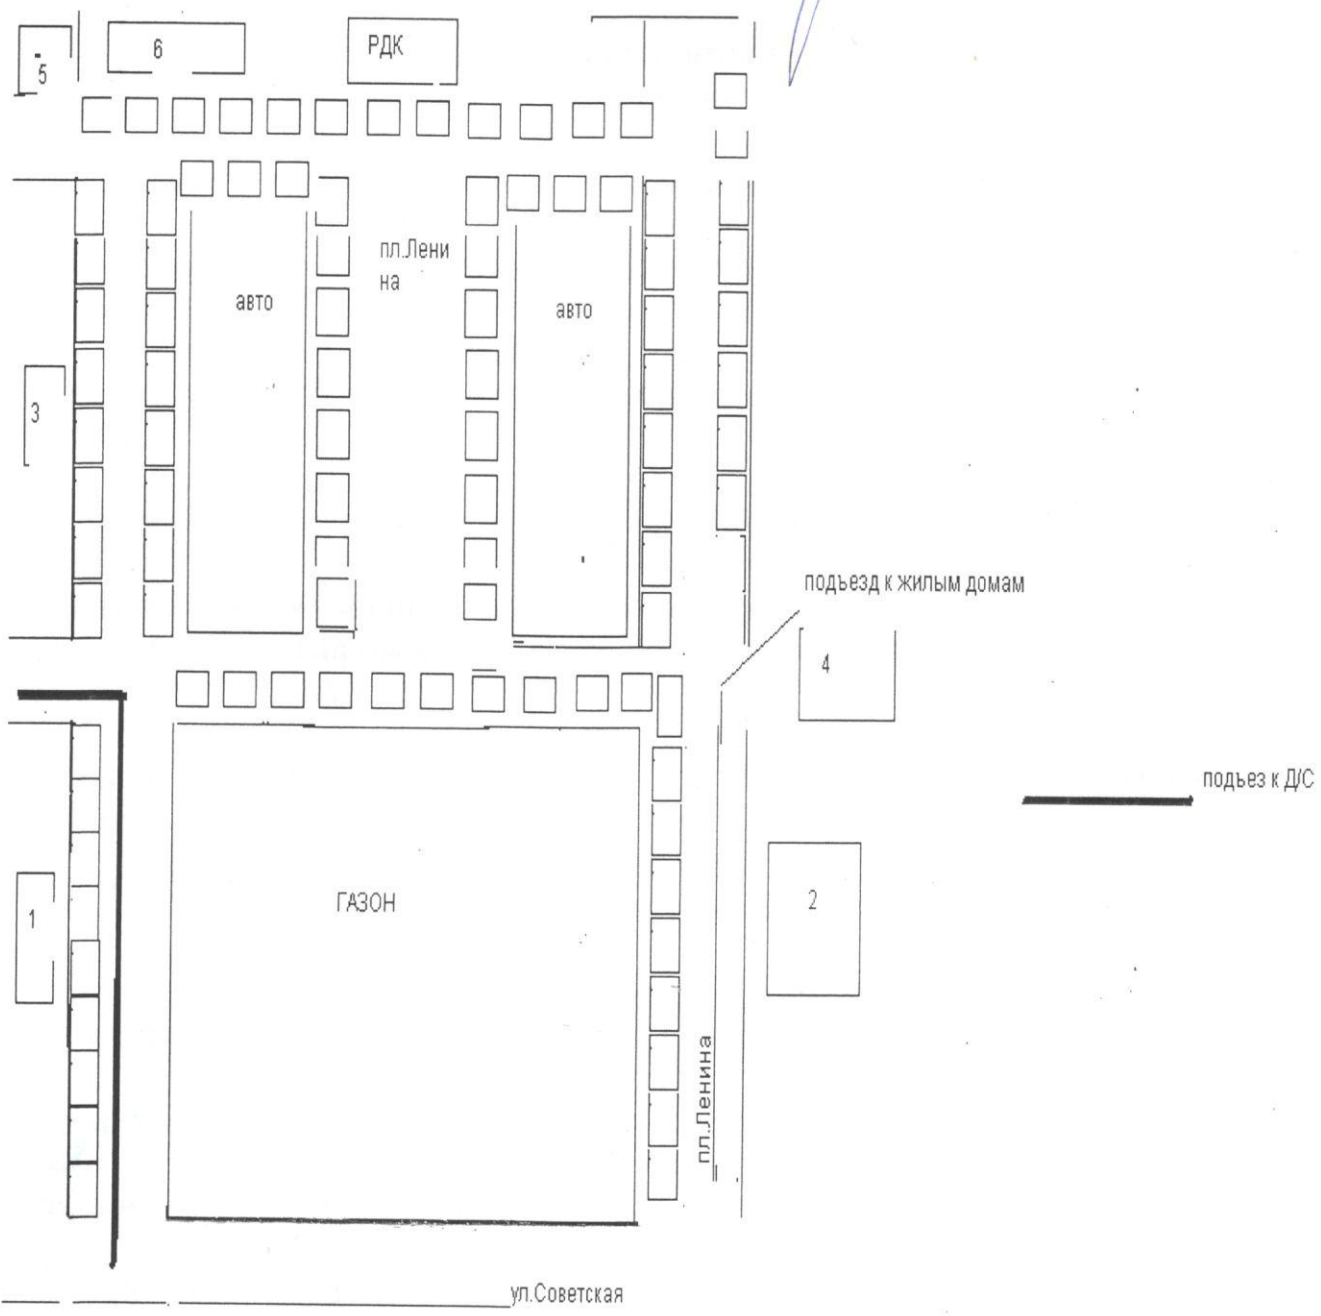 6
РДК
5
пл.Лени
на
авто
авто
3
подъезд к жилым домам
4
подъез к Д/С
ГАЗОН
2
1
пл.Ленина
ул.Советская